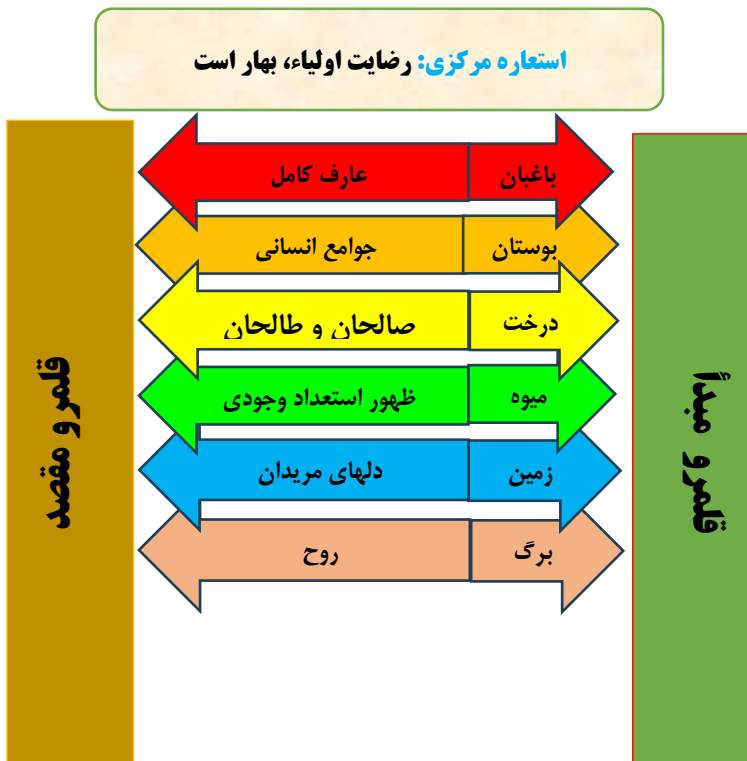 استعاره مرکزی: رضایت اولیاء، بهار است
قلمرو مبدأ
باغبان عارف کامل
بوستان جوامع انسانی
درخت صالحان و طالحان
میوه ظهور استعداد وجودی
زمین دلهای مریدان
برگ روح
قلمرو مقصد